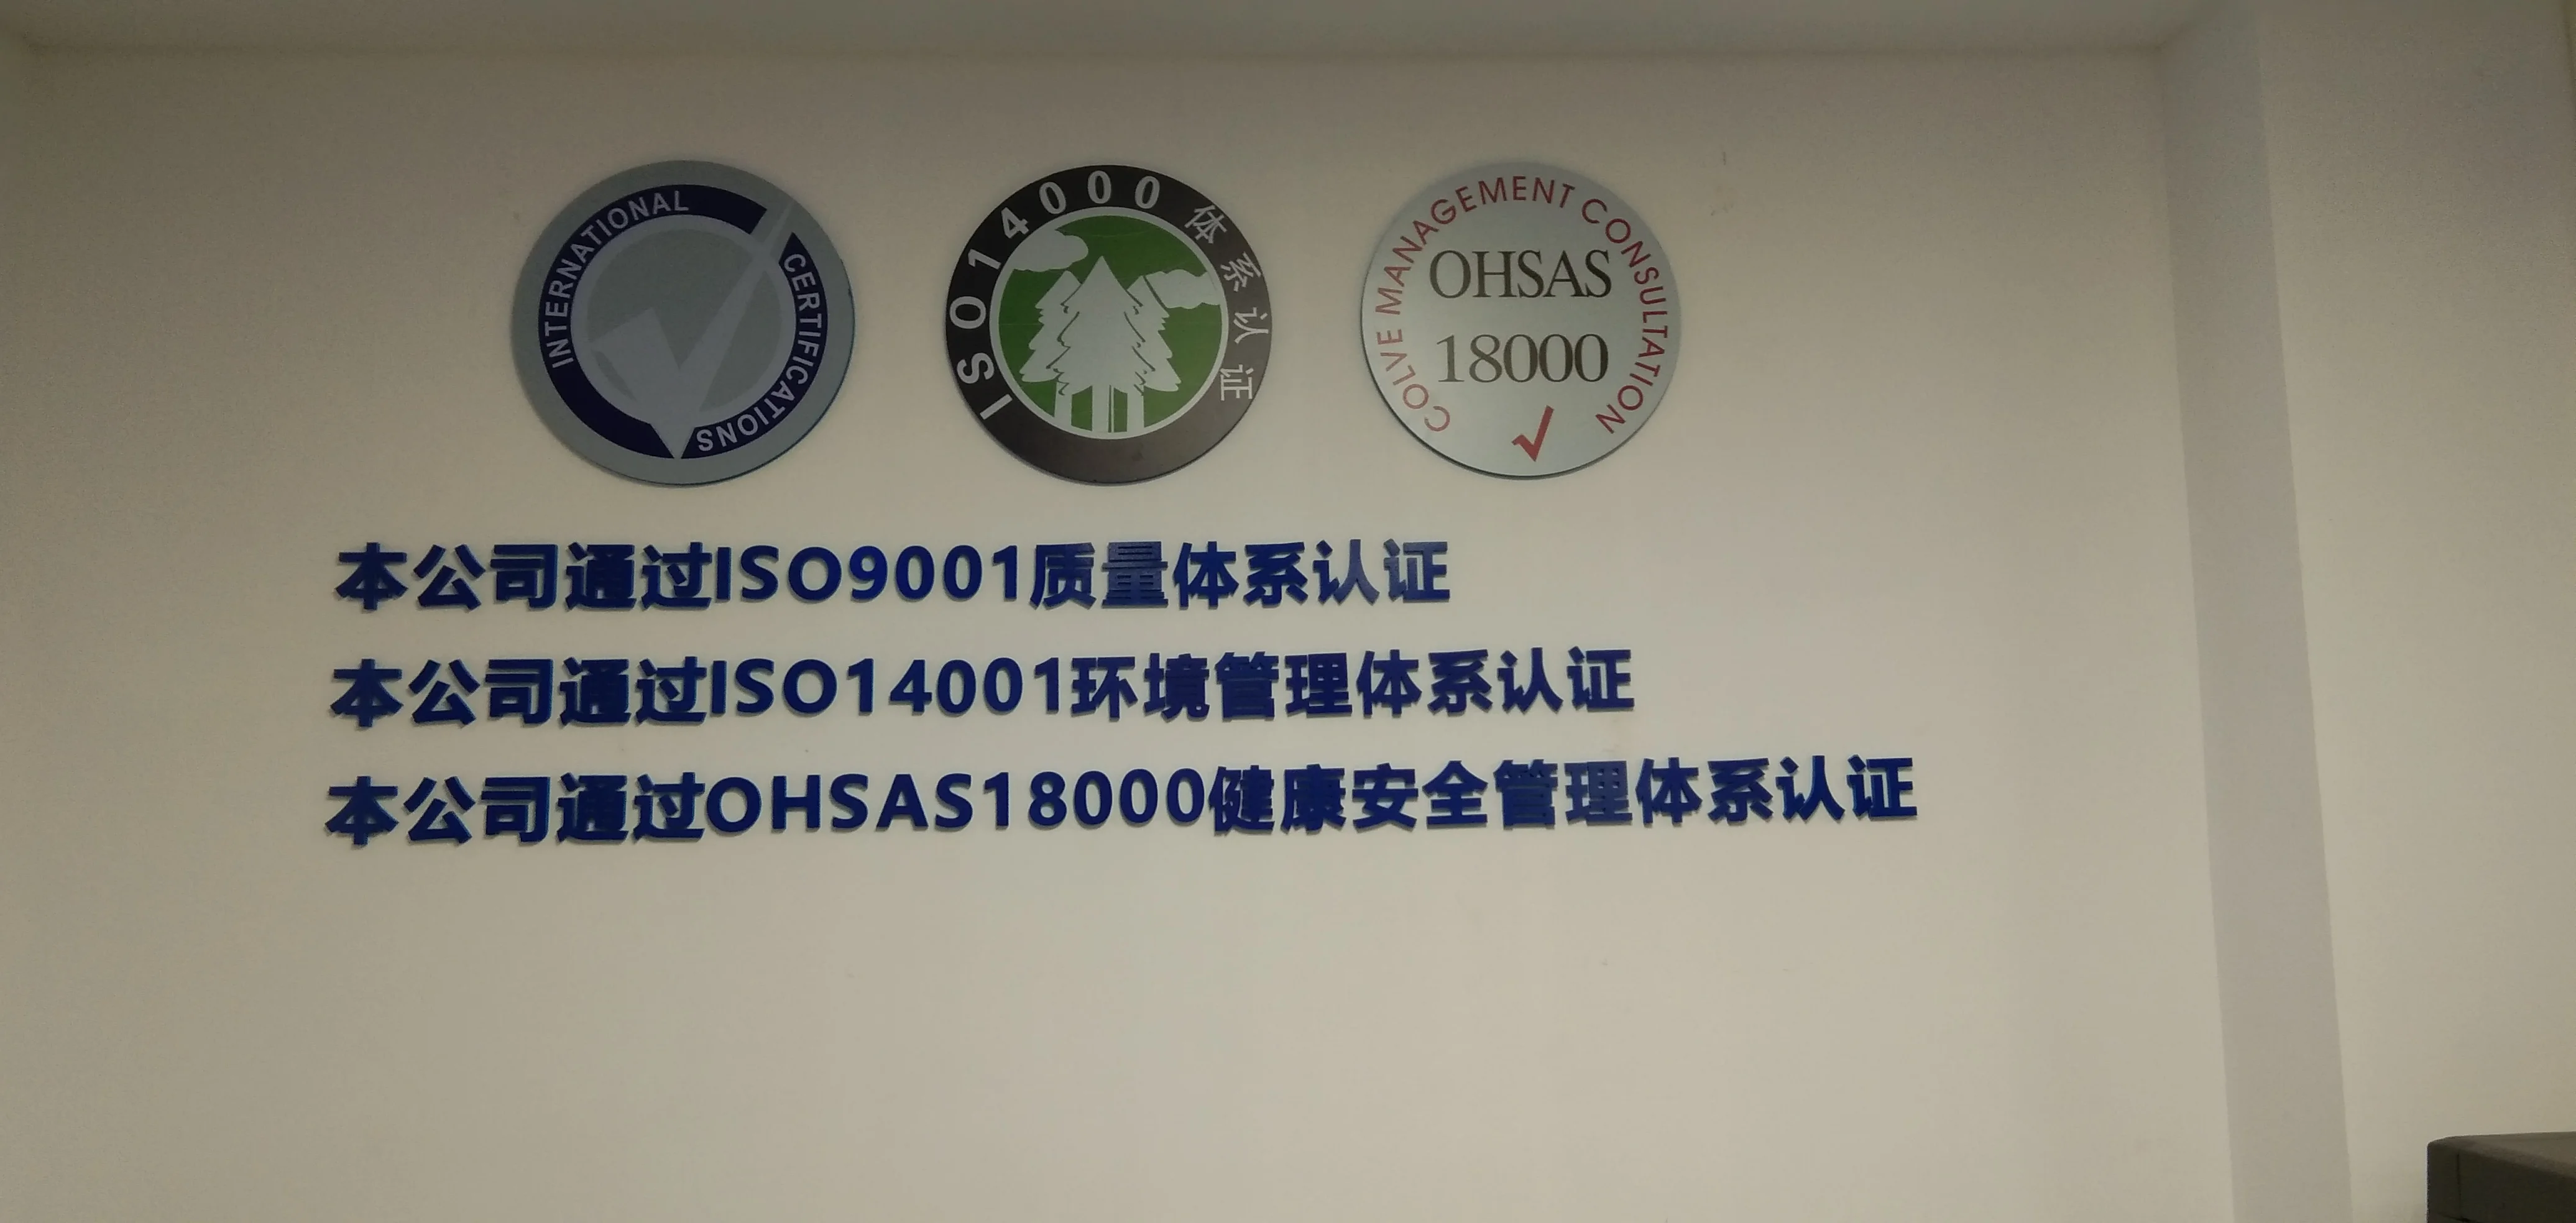 INTERNATIONAL CERTIFICATIONS
ISO14000体系认证
COLVE MANAGEMENT CONSULTATION
OHSAS
18000
本公司通过ISO9001质量体系认证
本公司通过ISO14001环境管理体系认证
本公司通过OHSAS18000健康安全管理体系认证